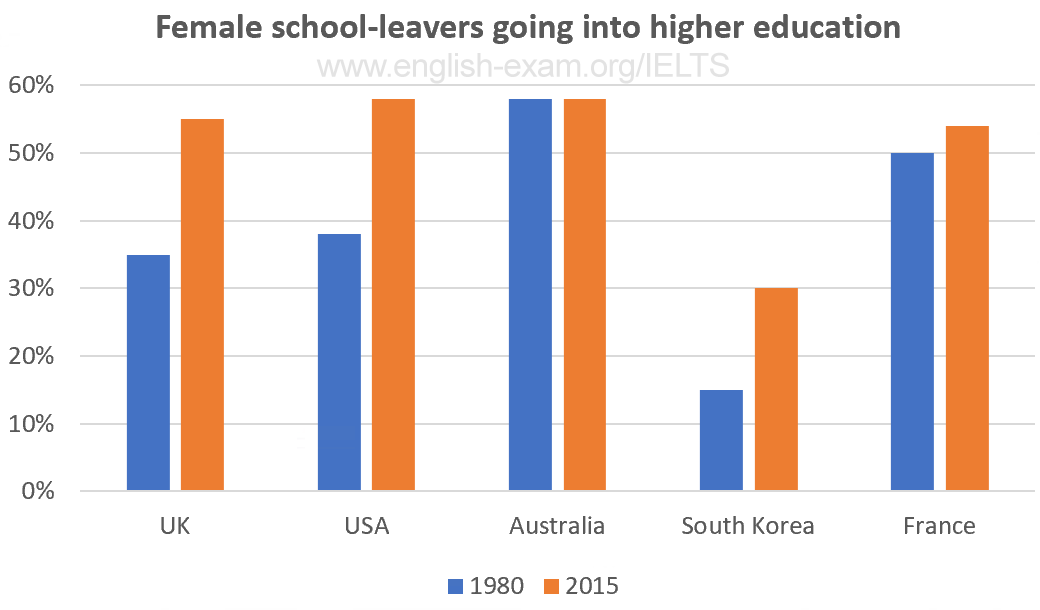 Female school-leavers going into higher education
www.english-exam.org/IELTS
60%
50%
40%
30%
20%
10%
0%
UK USA Australia South Korea France
1980 2015